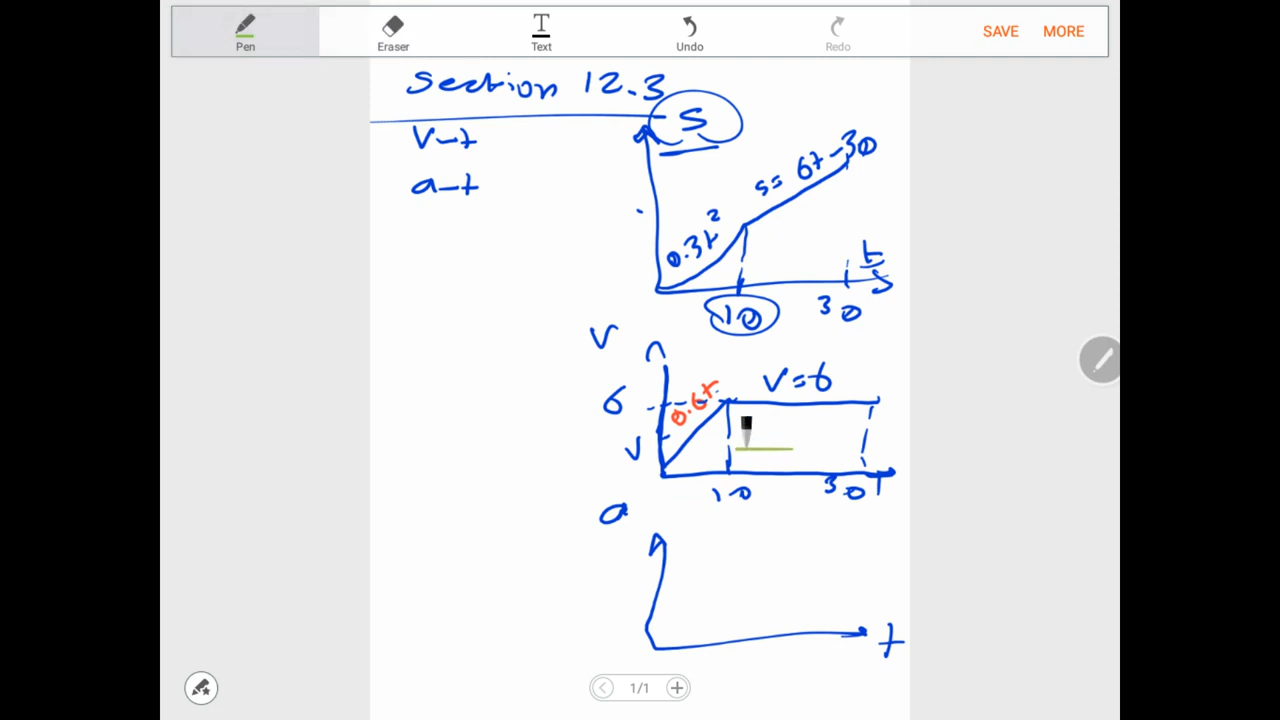 Pen
Eraser
Text
Undo
Redo
SAVE
MORE
Section 12.3
S
v-t
a-t
0.3t²
s= 6t-30
t/s
10
30
v
6
0.6t
v=6
v
10
30
T
a
t
1/1